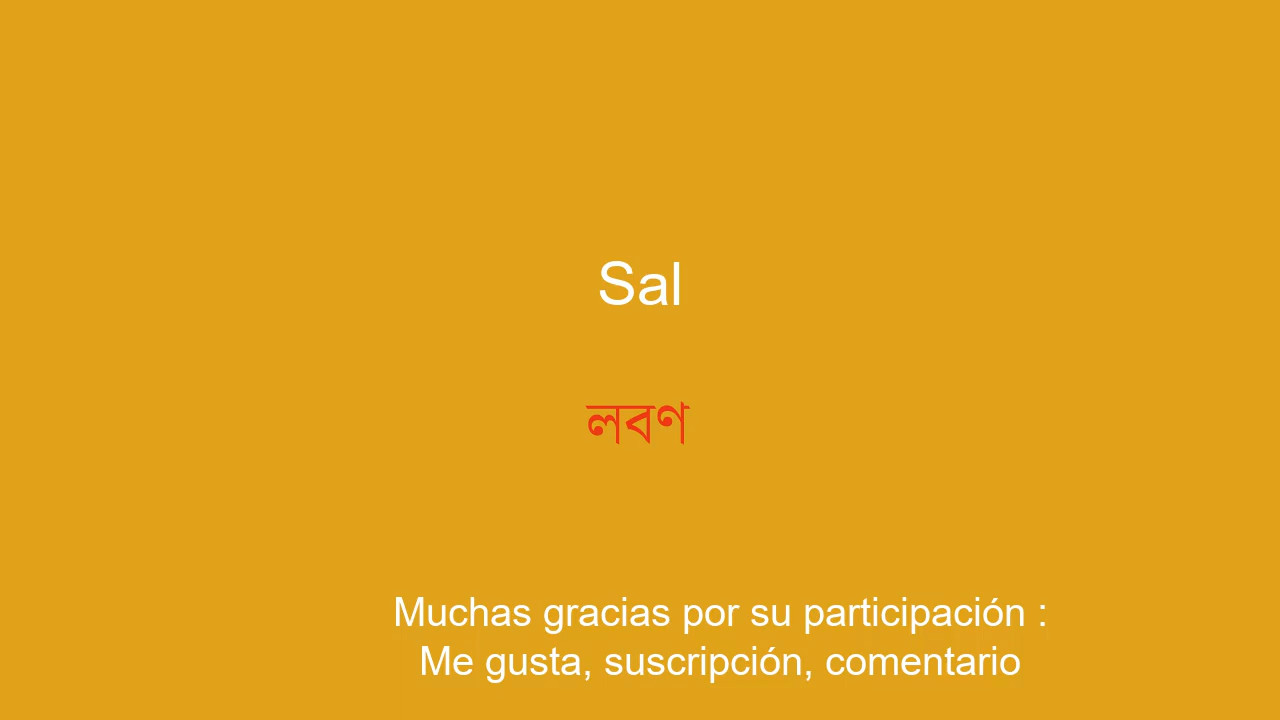 Sal
লবণ
Muchas gracias por su participación :
Me gusta, suscripción, comentario